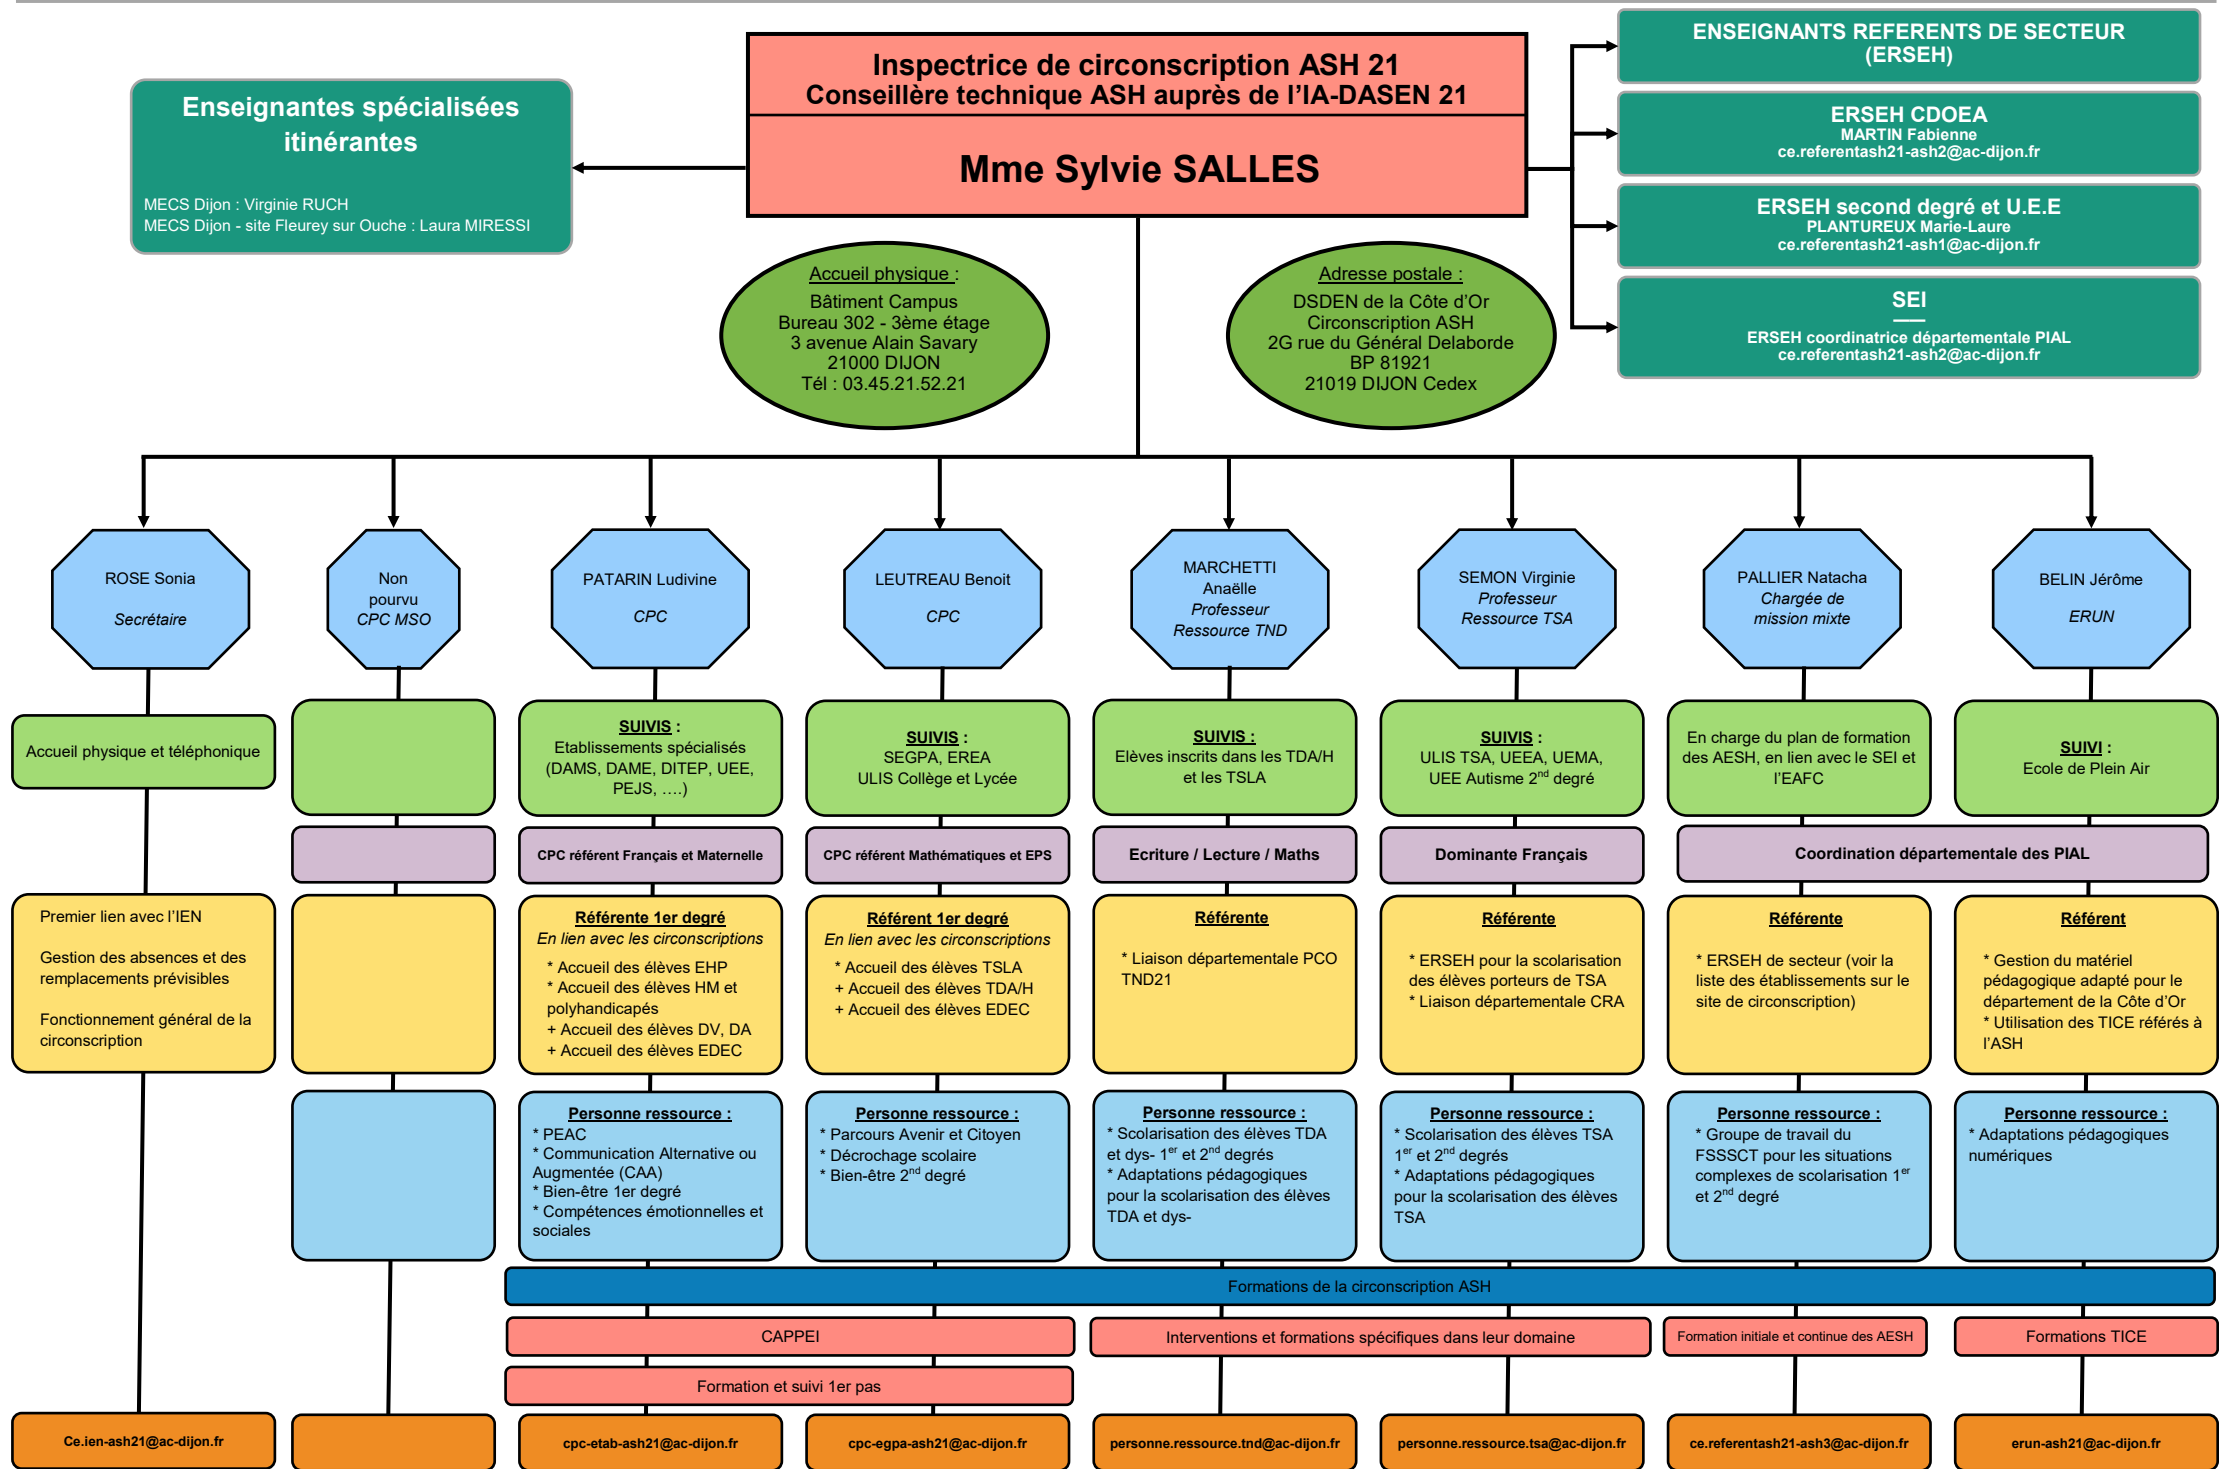 Inspectrice de circonscription ASH 21
Conseillère technique ASH auprès de l'IA-DASEN 21
Mme Sylvie SALLES
Enseignantes spécialisées
itinérantes
MECS Dijon : Virginie RUCH
MECS Dijon - site Fleurey sur Ouche : Laura MIRESSI
ENSEIGNANTS REFERENTS DE SECTEUR
(ERSEH)
ERSEH CDOEA
MARTIN Fabienne
ce.referentash21-ash2@ac-dijon.fr
ERSEH second degré et U.E.E
PLANTUREUX Marie-Laure
ce.referentash21-ash1@ac-dijon.fr
SEI
ERSEH coordinatrice départementale PIAL
ce.referentash21-ash2@ac-dijon.fr
Accueil physique :
Bâtiment Campus
Bureau 302 - 3ème étage
3 avenue Alain Savary
21000 DIJON
Tél : 03.45.21.52.21
Adresse postale :
DSDEN de la Côte d'Or
Circonscription ASH
2G rue du Général Delaborde
BP 81921
21019 DIJON Cedex
ROSE Sonia
Secrétaire
Non
pourvu
CPC MSO
PATARIN Ludivine
CPC
LEUTREAU Benoit
CPC
MARCHETTI
Anaëlle
Professeur
Ressource TND
SEMON Virginie
Professeur
Ressource TSA
PALLIER Natacha
Chargée de
mission mixte
BELIN Jérôme
ERUN
Accueil physique et téléphonique
SUIVIS :
Etablissements spécialisés
(DAMS, DAME, DITEP, UEE,
PEJS, ….)
SUIVIS :
SEGPA, EREA
ULIS Collège et Lycée
SUIVIS :
Elèves inscrits dans les TDA/H
et les TSLA
SUIVIS :
ULIS TSA, UEEA, UEMA,
UEE Autisme 2nd degré
En charge du plan de formation
des AESH, en lien avec le SEI et
l'EAFC
SUIVI :
Ecole de Plein Air
CPC référent Français et Maternelle
CPC référent Mathématiques et EPS
Ecriture / Lecture / Maths
Dominante Français
Coordination départementale des PIAL
Premier lien avec l'IEN
Gestion des absences et des
remplacements prévisibles
Fonctionnement général de la
circonscription
Référente 1er degré
En lien avec les circonscriptions
* Accueil des élèves EHP
* Accueil des élèves HM et
polyhandicapés
+ Accueil des élèves DV, DA
+ Accueil des élèves EDEC
Référent 1er degré
En lien avec les circonscriptions
* Accueil des élèves TSLA
+ Accueil des élèves TDA/H
+ Accueil des élèves EDEC
Référente
* Liaison départementale PCO
TND21
Référente
* ERSEH pour la scolarisation
des élèves porteurs de TSA
* Liaison départementale CRA
Référente
* ERSEH de secteur (voir la
liste des établissements sur le
site de circonscription)
Référent
* Gestion du matériel
pédagogique adapté pour le
département de la Côte d'Or
* Utilisation des TICE référés à
l'ASH
Personne ressource :
* PEAC
* Communication Alternative ou
Augmentée (CAA)
* Bien-être 1er degré
* Compétences émotionnelles et
sociales
Personne ressource :
* Parcours Avenir et Citoyen
* Décrochage scolaire
* Bien-être 2nd degré
Personne ressource :
* Scolarisation des élèves TDA
et dys- 1er et 2nd degrés
* Adaptations pédagogiques
pour la scolarisation des élèves
TDA et dys-
Personne ressource :
* Scolarisation des élèves TSA
1er et 2nd degrés
* Adaptations pédagogiques
pour la scolarisation des élèves
TSA
Personne ressource :
* Groupe de travail du
FSSSCT pour les situations
complexes de scolarisation 1er
et 2nd degré
Personne ressource :
* Adaptations pédagogiques
numériques
Formations de la circonscription ASH
CAPPEI
Interventions et formations spécifiques dans leur domaine
Formation initiale et continue des AESH
Formations TICE
Formation et suivi 1er pas
Ce.ien-ash21@ac-dijon.fr
cpc-etab-ash21@ac-dijon.fr
cpc-egpa-ash21@ac-dijon.fr
personne.ressource.tnd@ac-dijon.fr
personne.ressource.tsa@ac-dijon.fr
ce.referentash21-ash3@ac-dijon.fr
erun-ash21@ac-dijon.fr